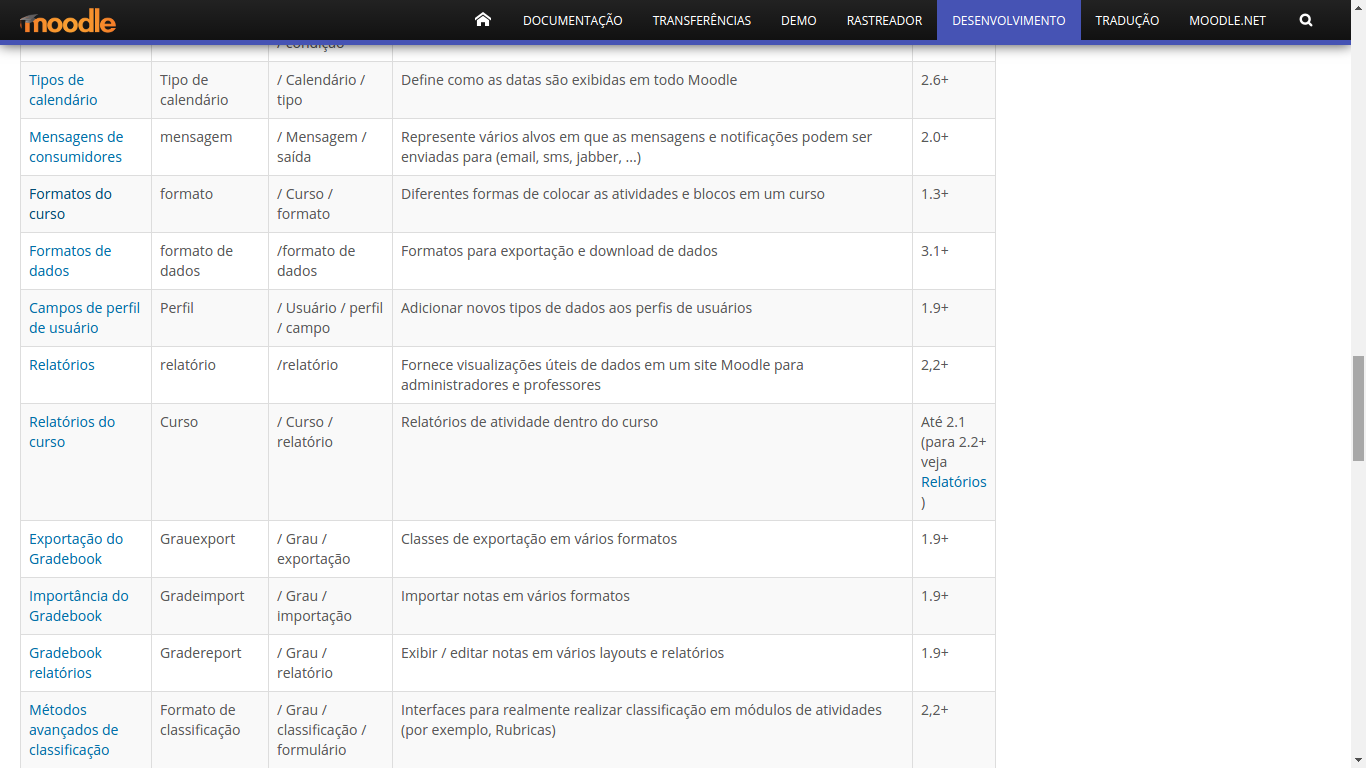 moodle
DOCUMENTAÇÃO TRANSFERÊNCIAS DEMO RASTREADOR DESENVOLVIMENTO TRADUÇÃO MOODLE.NET
/ condição
Tipos de
calendário
Tipo de
calendário
/ Calendário /
tipo
Define como as datas são exibidas em todo Moodle
2.6+
Mensagens de
consumidores
mensagem
/ Mensagem /
saída
Represente vários alvos em que as mensagens e notificações podem ser
enviadas para (email, sms, jabber, ...)
2.0+
Formatos do
curso
formato
/ Curso /
formato
Diferentes formas de colocar as atividades e blocos em um curso
1.3+
Formatos de
dados
formato de
dados
/formato de
dados
Formatos para exportação e download de dados
3.1+
Campos de perfil
de usuário
Perfil
/ Usuário / perfil
/ campo
Adicionar novos tipos de dados aos perfis de usuários
1.9+
Relatórios
relatório
/relatório
Fornece visualizações úteis de dados em um site Moodle para
administradores e professores
2,2+
Relatórios do
curso
Curso
/ Curso /
relatório
Relatórios de atividade dentro do curso
Até 2.1
(para 2.2+
veja
Relatórios
)
Exportação do
Gradebook
Grauexport
/ Grau /
exportação
Classes de exportação em vários formatos
1.9+
Importância do
Gradebook
Gradeimport
/ Grau /
importação
Importar notas em vários formatos
1.9+
Gradebook
relatórios
Gradereport
/ Grau /
relatório
Exibir / editar notas em vários layouts e relatórios
1.9+
Métodos
avançados de
classificação
Formato de
classificação
/ Grau /
classificação /
formulário
Interfaces para realmente realizar classificação em módulos de atividades
(por exemplo, Rubricas)
2,2+